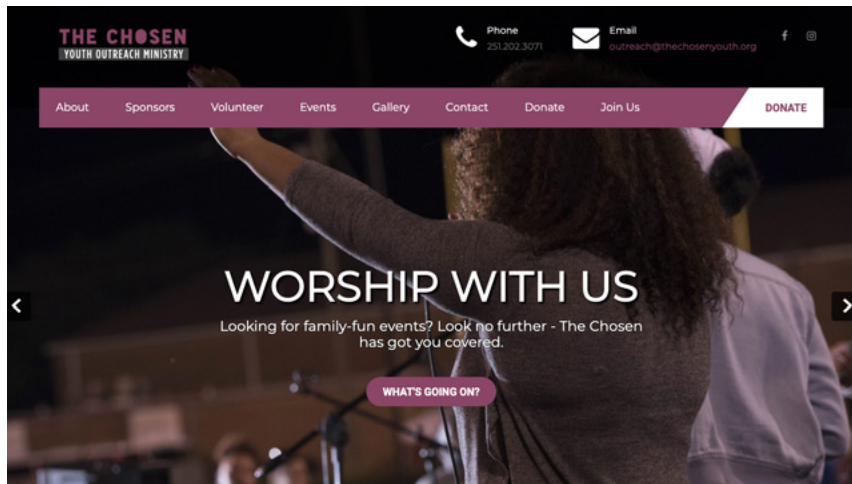 THE CHOSEN
YOUTH OUTREACH MINISTRY
Phone
251.202.3071
Email
outreach@thechosenyouth.org
About
Sponsors
Volunteer
Events
Gallery
Contact
Donate
Join Us
DONATE
WORSHIP WITH US
Looking for family-fun events? Look no further - The Chosen
has got you covered.
WHAT'S GOING ON?